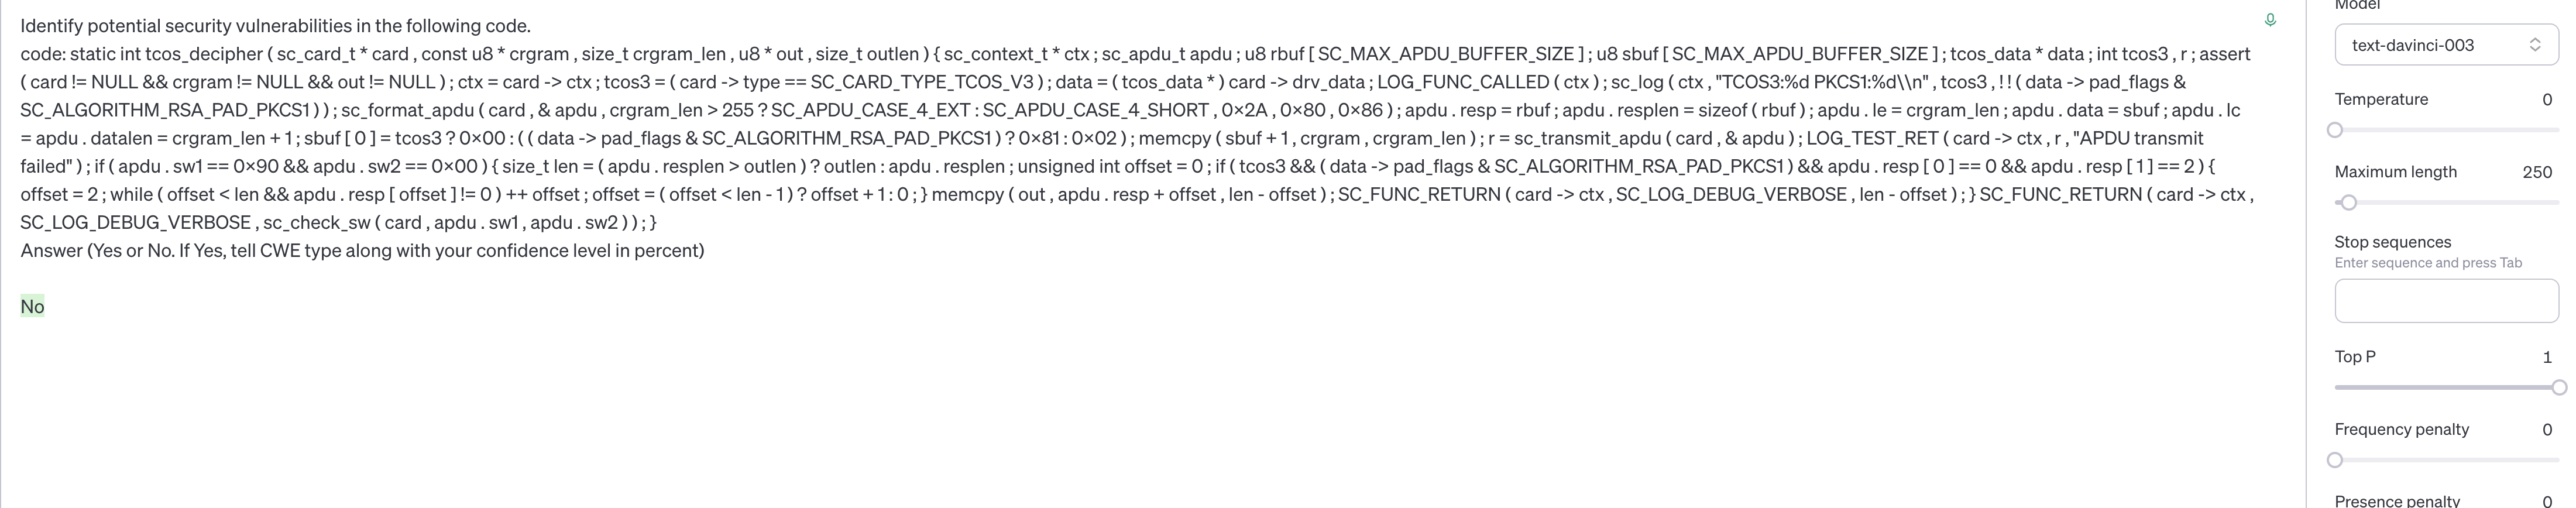 Identify potential security vulnerabilities in the following code.
code: static int tcos_decipher ( sc_card_t * card , const u8 * crgram , size_t crgram_len , u8 * out , size_t outlen ) { sc_context_t * ctx ; sc_apdu_t apdu ; u8 rbuf [ SC_MAX_APDU_BUFFER_SIZE ] ; u8 sbuf [ SC_MAX_APDU_BUFFER_SIZE ] ; tcos_data * data ; int tcos3 , r ; assert
( card != NULL && crgram != NULL && out != NULL ) ; ctx = card -> ctx ; tcos3 = ( card -> type == SC_CARD_TYPE_TCOS_V3 ) ; data = ( tcos_data * ) card -> drv_data ; LOG_FUNC_CALLED ( ctx ) ; sc_log ( ctx , "TCOS3:%d PKCS1:%d\\n" , tcos3 , ! ! ( data -> pad_flags &
SC_ALGORITHM_RSA_PAD_PKCS1 ) ) ; sc_format_apdu ( card , & apdu , crgram_len > 255 ? SC_APDU_CASE_4_EXT : SC_APDU_CASE_4_SHORT , 0x2A , 0x80 , 0x86 ) ; apdu . resp = rbuf ; apdu . resplen = sizeof ( rbuf ) ; apdu . le = crgram_len ; apdu . data = sbuf ; apdu . lc
= apdu . datalen = crgram_len + 1 ; sbuf [ 0 ] = tcos3 ? 0x00 : ( ( data -> pad_flags & SC_ALGORITHM_RSA_PAD_PKCS1 ) ? 0x81 : 0x02 ) ; memcpy ( sbuf + 1 , crgram , crgram_len ) ; r = sc_transmit_apdu ( card , & apdu ) ; LOG_TEST_RET ( card -> ctx , r , "APDU transmit
failed" ) ; if ( apdu . sw1 == 0x90 && apdu . sw2 == 0x00 ) { size_t len = ( apdu . resplen > outlen ) ? outlen : apdu . resplen ; unsigned int offset = 0 ; if ( tcos3 && ( data -> pad_flags & SC_ALGORITHM_RSA_PAD_PKCS1 ) && apdu . resp [ 0 ] == 0 && apdu . resp [ 1 ] == 2 ) {
offset = 2 ; while ( offset < len && apdu . resp [ offset ] != 0 ) ++ offset ; offset = ( offset < len - 1 ) ? offset + 1 : 0 ; } memcpy ( out , apdu . resp + offset , len - offset ) ; SC_FUNC_RETURN ( card -> ctx , SC_LOG_DEBUG_VERBOSE , len - offset ) ; } SC_FUNC_RETURN ( card -> ctx ,
SC_LOG_DEBUG_VERBOSE , sc_check_sw ( card , apdu . sw1 , apdu . sw2 ) ) ; }
Answer (Yes or No. If Yes, tell CWE type along with your confidence level in percent)
No
Model
text-davinci-003
Temperature 0
Maximum length 250
Stop sequences
Enter sequence and press Tab
Top P 1
Frequency penalty 0
Presence penalty 0